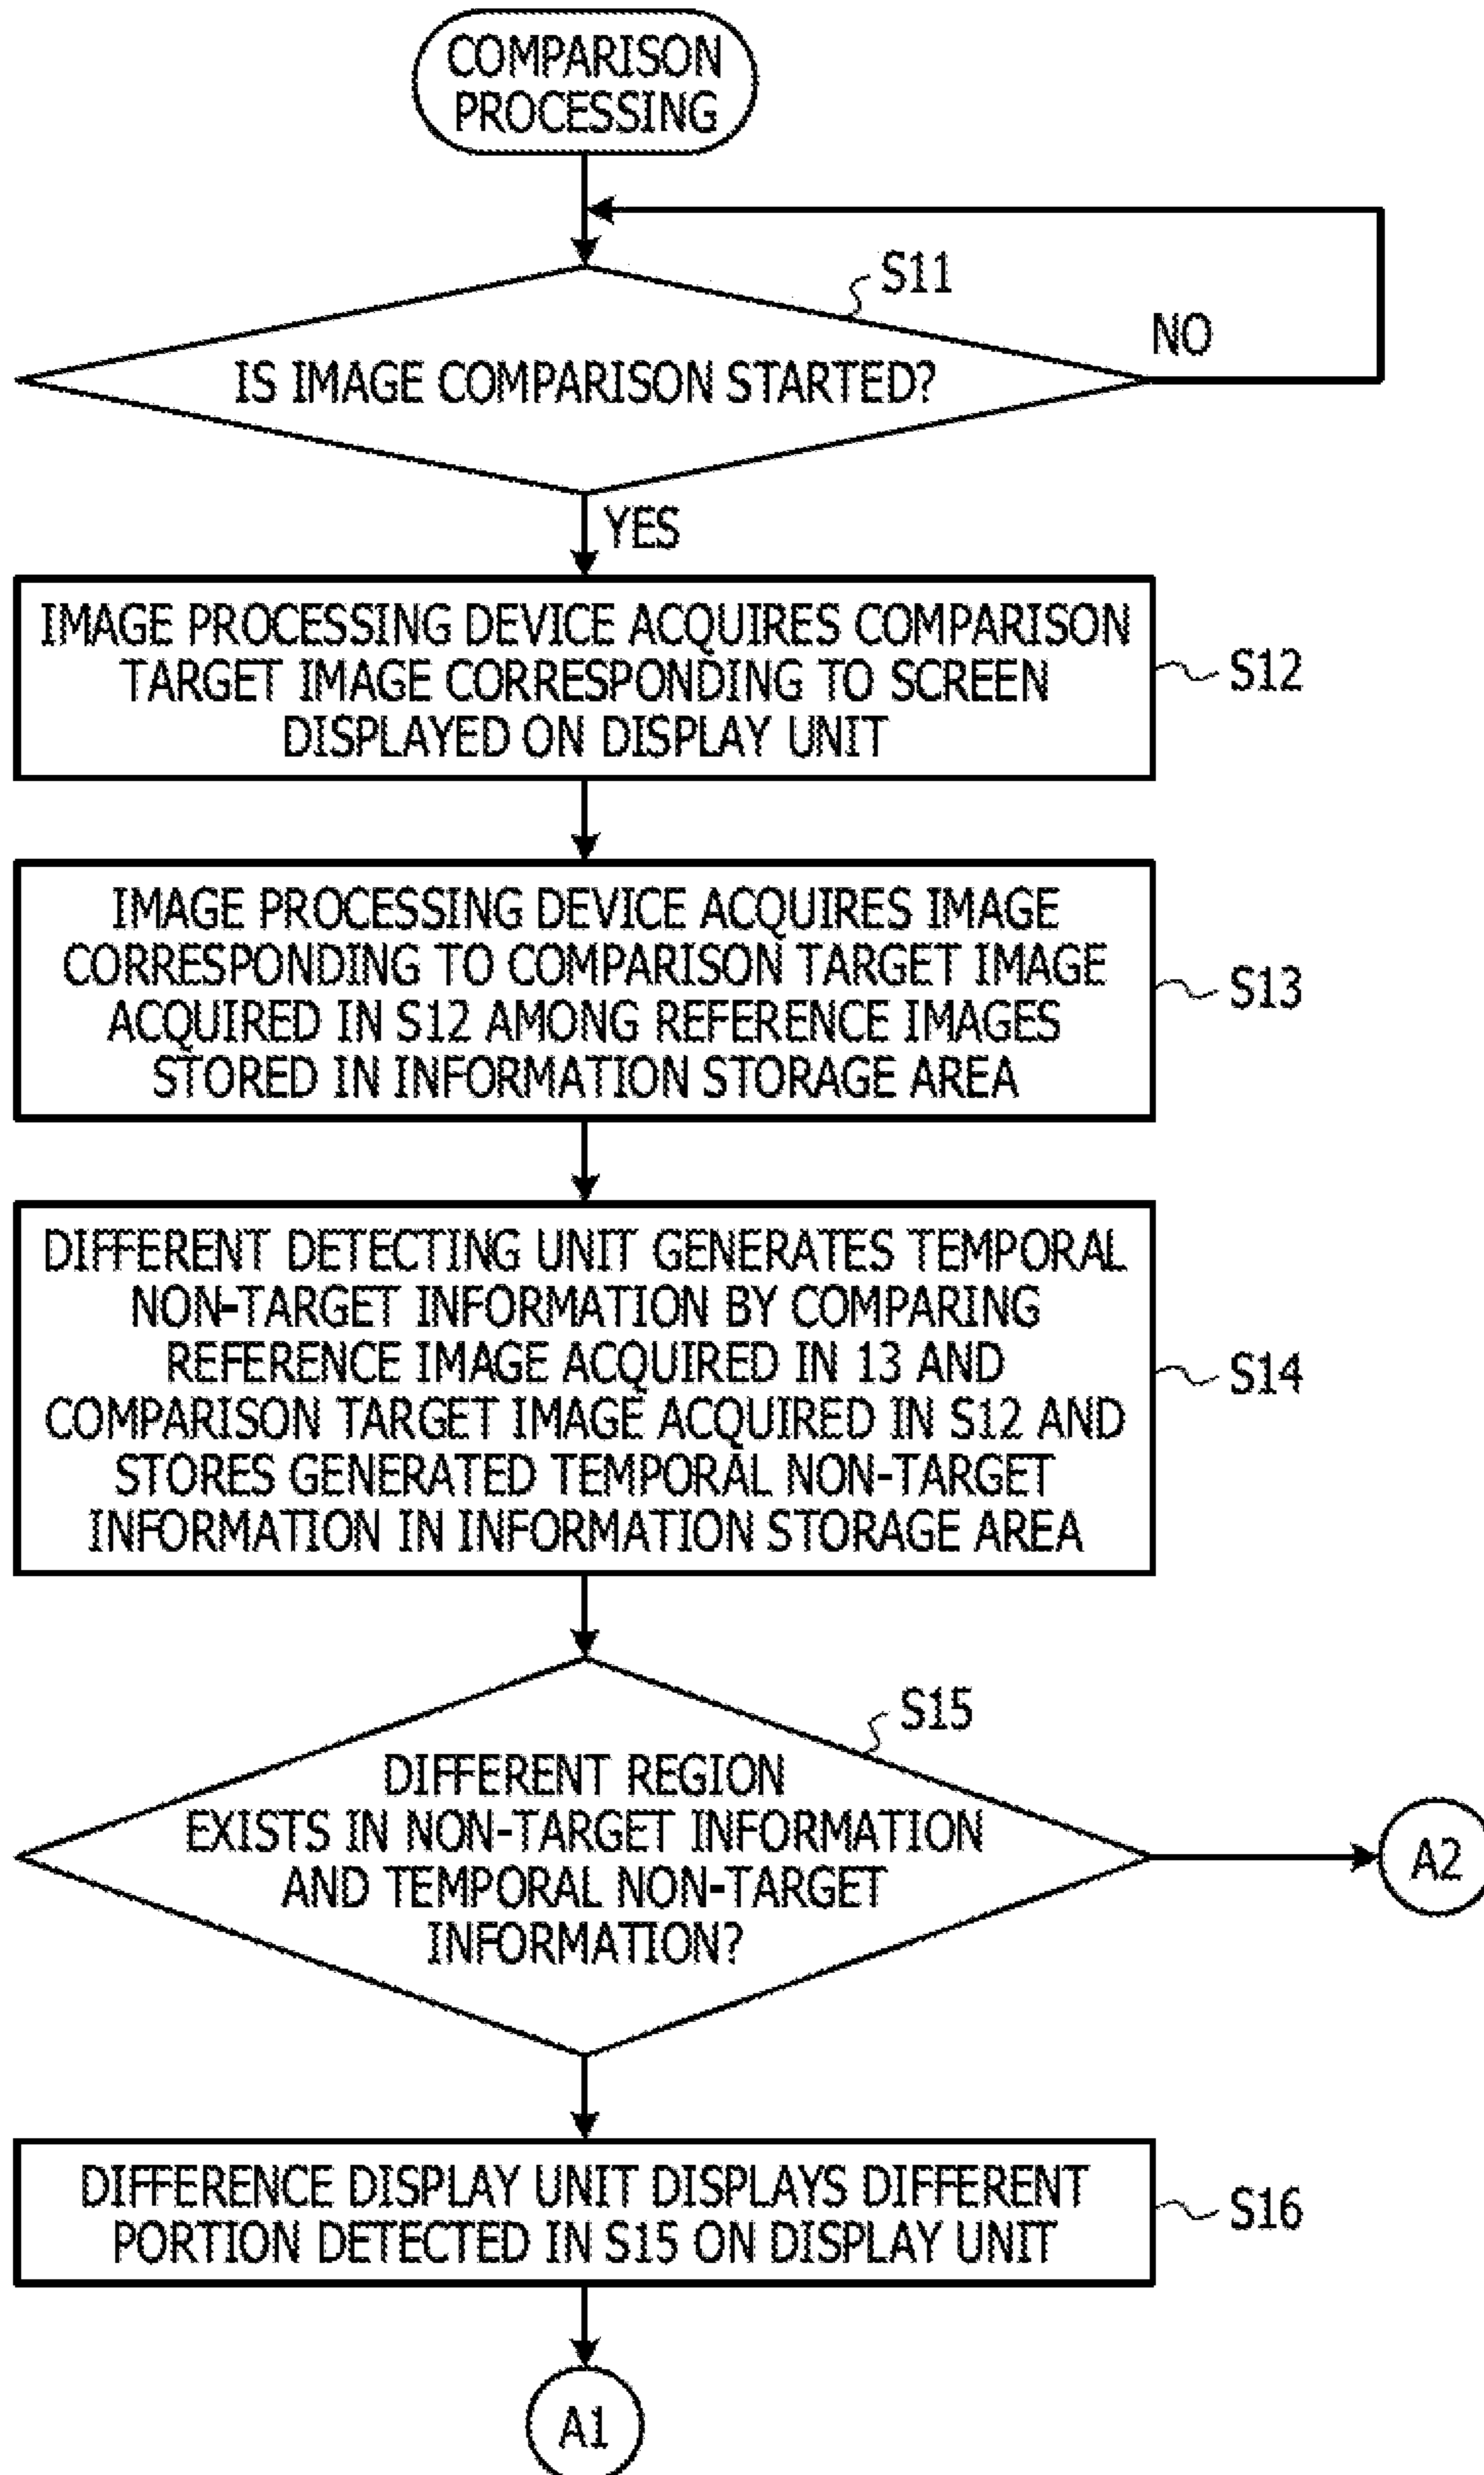 COMPARISON
PROCESSING
S11
IS IMAGE COMPARISON STARTED?
NO
YES
IMAGE PROCESSING DEVICE ACQUIRES COMPARISON
TARGET IMAGE CORRESPONDING TO SCREEN
DISPLAYED ON DISPLAY UNIT
S12
IMAGE PROCESSING DEVICE ACQUIRES IMAGE
CORRESPONDING TO COMPARISON TARGET IMAGE
ACQUIRED IN S12 AMONG REFERENCE IMAGES
STORED IN INFORMATION STORAGE AREA
S13
DIFFERENT DETECTING UNIT GENERATES TEMPORAL
NON-TARGET INFORMATION BY COMPARING
REFERENCE IMAGE ACQUIRED IN 13 AND
COMPARISON TARGET IMAGE ACQUIRED IN S12 AND
STORES GENERATED TEMPORAL NON-TARGET
INFORMATION IN INFORMATION STORAGE AREA
S14
S15
DIFFERENT REGION
EXISTS IN NON-TARGET INFORMATION
AND TEMPORAL NON-TARGET
INFORMATION?
A2
DIFFERENCE DISPLAY UNIT DISPLAYS DIFFERENT
PORTION DETECTED IN S15 ON DISPLAY UNIT
S16
A1